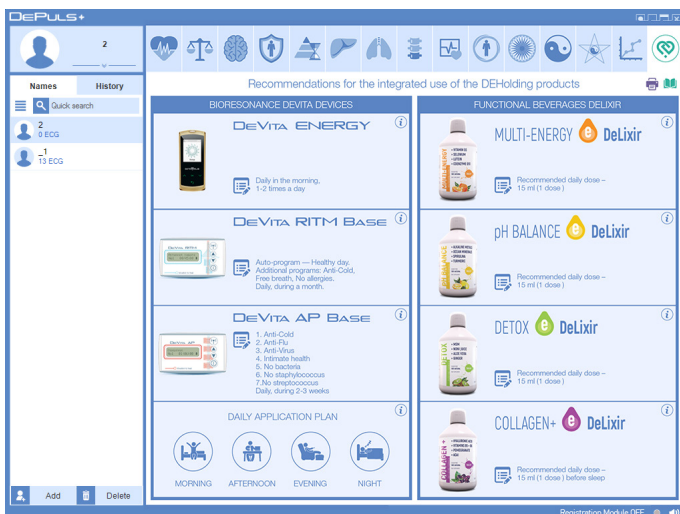 DEPULS+
2
Names
History
Quick search
2
0 ECG
_1
13 ECG
Add
Delete
Recommendations for the integrated use of the DEHolding products
BIORESONANCE DEVITA DEVICES
DEVITA ENERGY
Daily in the morning,
1-2 times a day
DEVITA RITM BASE
Auto-program — Healthy day.
Additional programs: Anti-Cold,
Free breath, No allergies.
Daily, during a month.
DEVITA AP BASE
1. Anti-Cold
2. Anti-Flu
3. Anti-Virus
4. Intimate health
5. No bacteria
6. No staphylococcus
7.No streptococcus
Daily, during 2-3 weeks
DAILY APPLICATION PLAN
MORNING
AFTERNOON
EVENING
NIGHT
FUNCTIONAL BEVERAGES DELIXIR
MULTI-ENERGY e DeLixir
MULTI-ENERGY
Recommended daily dose –
15 ml (1 dose )
pH BALANCE e DeLixir
pH BALANCE
Recommended daily dose –
15 ml (1 dose )
DETOX e DeLixir
DETOX
Recommended daily dose –
15 ml (1 dose )
COLLAGEN+ e DeLixir
COLLAGEN+
Recommended daily dose –
15 ml (1 dose ) before sleep
Registration Module OFF